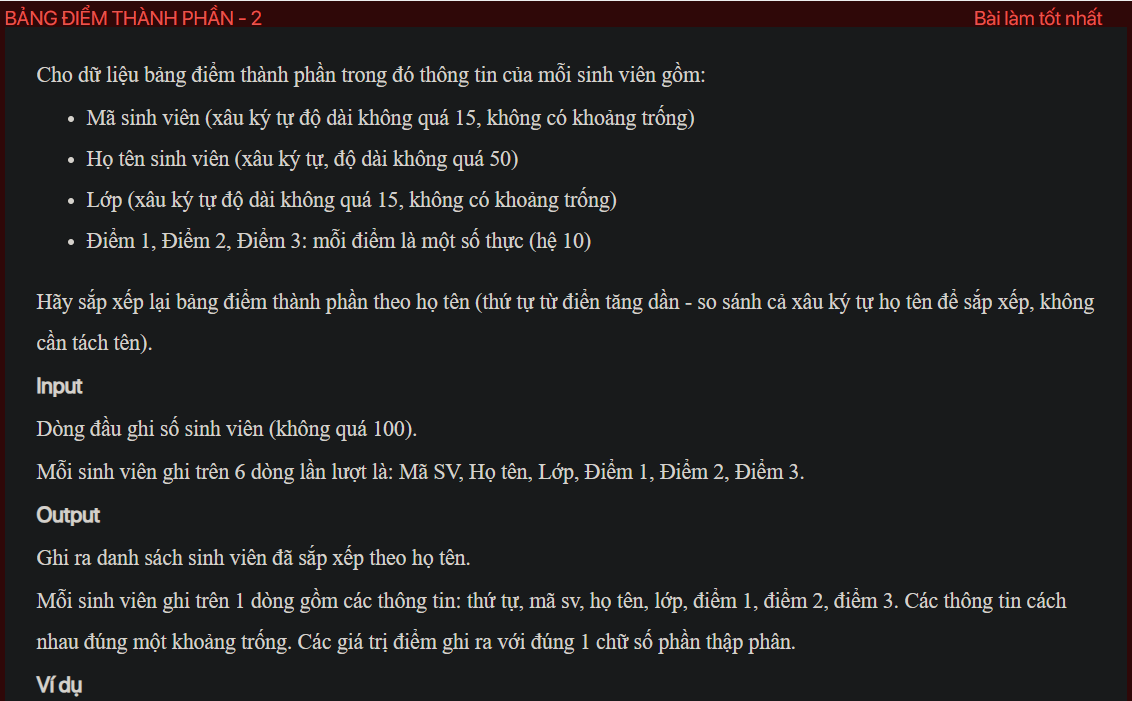 BẢNG ĐIỂM THÀNH PHẦN - 2
Bài làm tốt nhất
Cho dữ liệu bảng điểm thành phần trong đó thông tin của mỗi sinh viên gồm:
• Mã sinh viên (xâu ký tự độ dài không quá 15, không có khoảng trống)
• Họ tên sinh viên (xâu ký tự, độ dài không quá 50)
• Lớp (xâu ký tự độ dài không quá 15, không có khoảng trống)
• Điểm 1, Điểm 2, Điểm 3: mỗi điểm là một số thực (hệ 10)
Hãy sắp xếp lại bảng điểm thành phần theo họ tên (thứ tự từ điển tăng dần - so sánh cả xâu ký tự họ tên để sắp xếp, không
cần tách tên).
Input
Dòng đầu ghi số sinh viên (không quá 100).
Mỗi sinh viên ghi trên 6 dòng lần lượt là: Mã SV, Họ tên, Lớp, Điểm 1, Điểm 2, Điểm 3.
Output
Ghi ra danh sách sinh viên đã sắp xếp theo họ tên.
Mỗi sinh viên ghi trên 1 dòng gồm các thông tin: thứ tự, mã sv, họ tên, lớp, điểm 1, điểm 2, điểm 3. Các thông tin cách
nhau đúng một khoảng trống. Các giá trị điểm ghi ra với đúng 1 chữ số phần thập phân.
Ví dụ